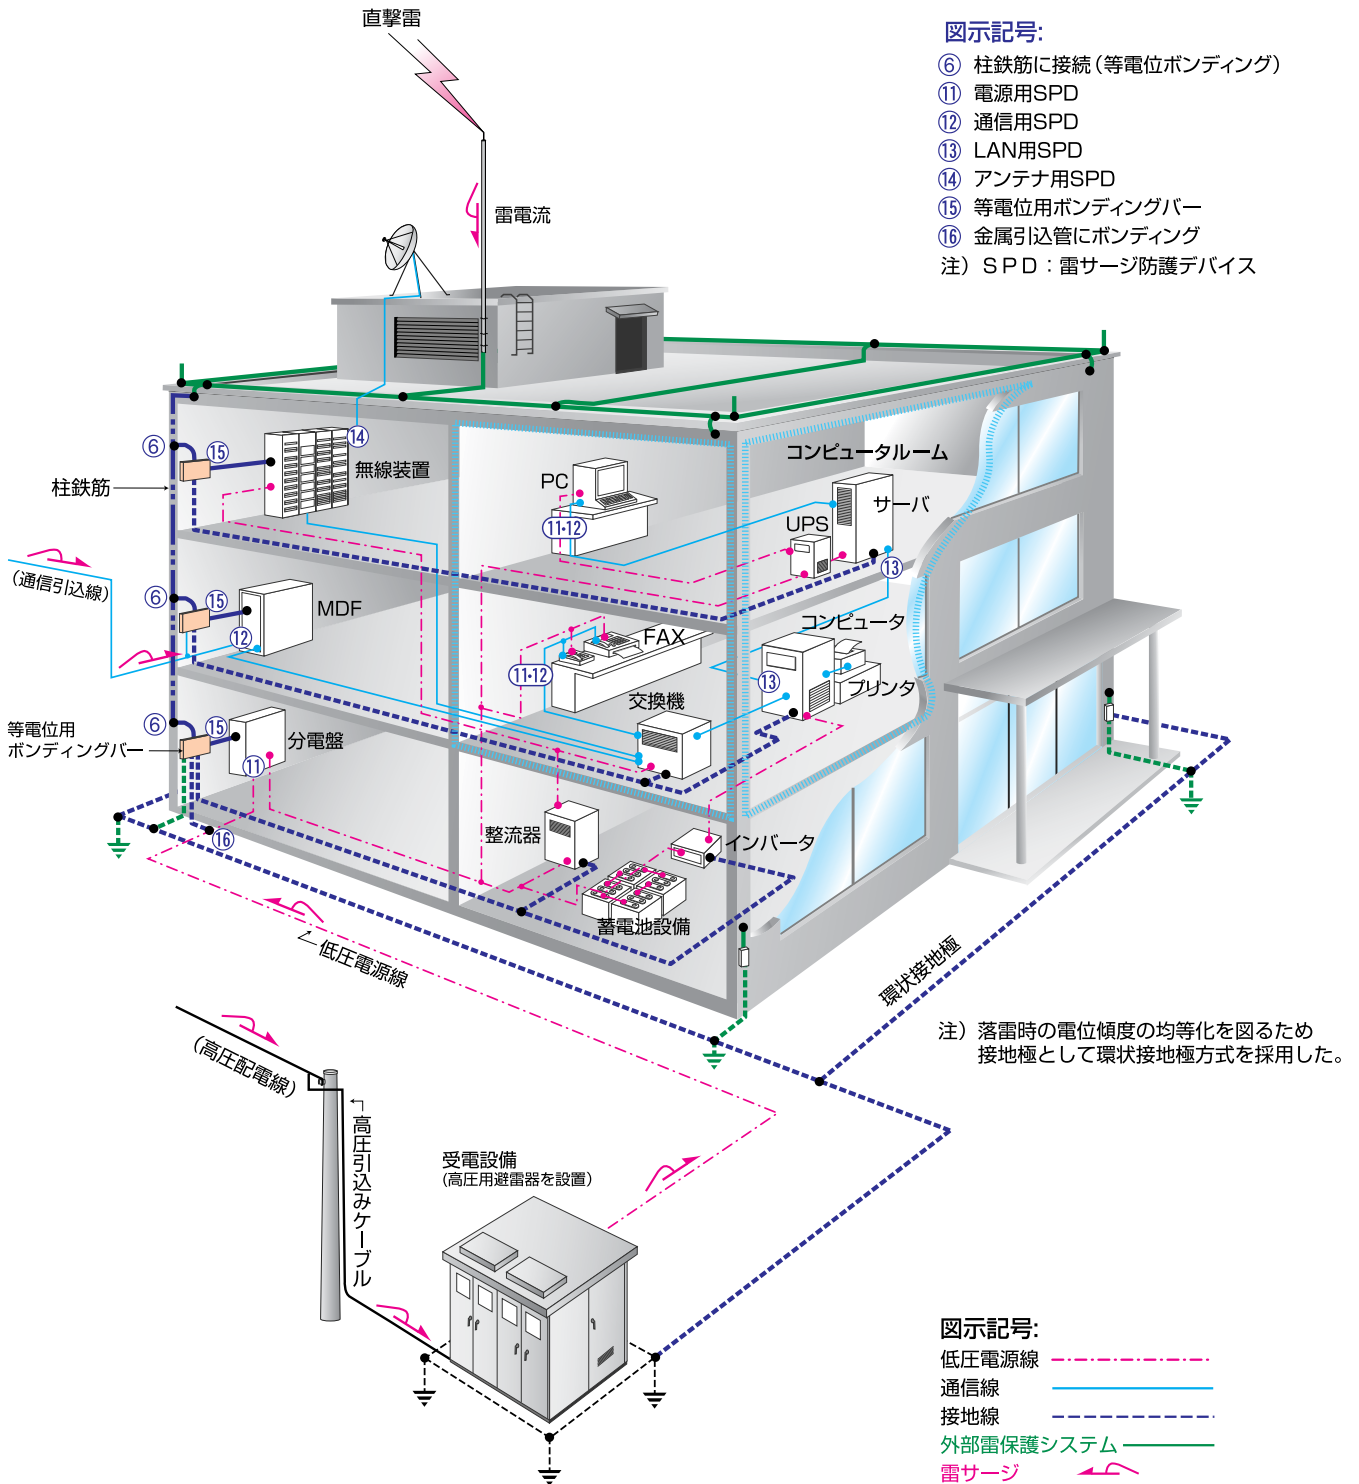 直撃雷
図示記号:
⑥ 柱鉄筋に接続（等電位ボンディング）
⑪ 電源用SPD
⑫ 通信用SPD
⑬ LAN用SPD
⑭ アンテナ用SPD
⑮ 等電位用ボンディングバー
⑯ 金属引込管にボンディング
注）ＳＰＤ：雷サージ防護デバイス
雷電流
⑥
⑮
⑭
無線装置
柱鉄筋
PC
⑪・⑫
コンピュータルーム
サーバ
UPS
⑬
（通信引込線）
⑥
⑮
MDF
⑫
FAX
⑪・⑫
コンピュータ
⑬
プリンタ
交換機
等電位用
ボンディングバー
⑥
⑮
分電盤
⑪
⑯
整流器
インバータ
蓄電池設備
低圧電源線
環状接地極
注）落雷時の電位傾度の均等化を図るため
接地極として環状接地極方式を採用した。
（高圧配電線）
高圧引込みケーブル
受電設備
（高圧用避雷器を設置）
図示記号:
低圧電源線
通信線
接地線
外部雷保護システム
雷サージ